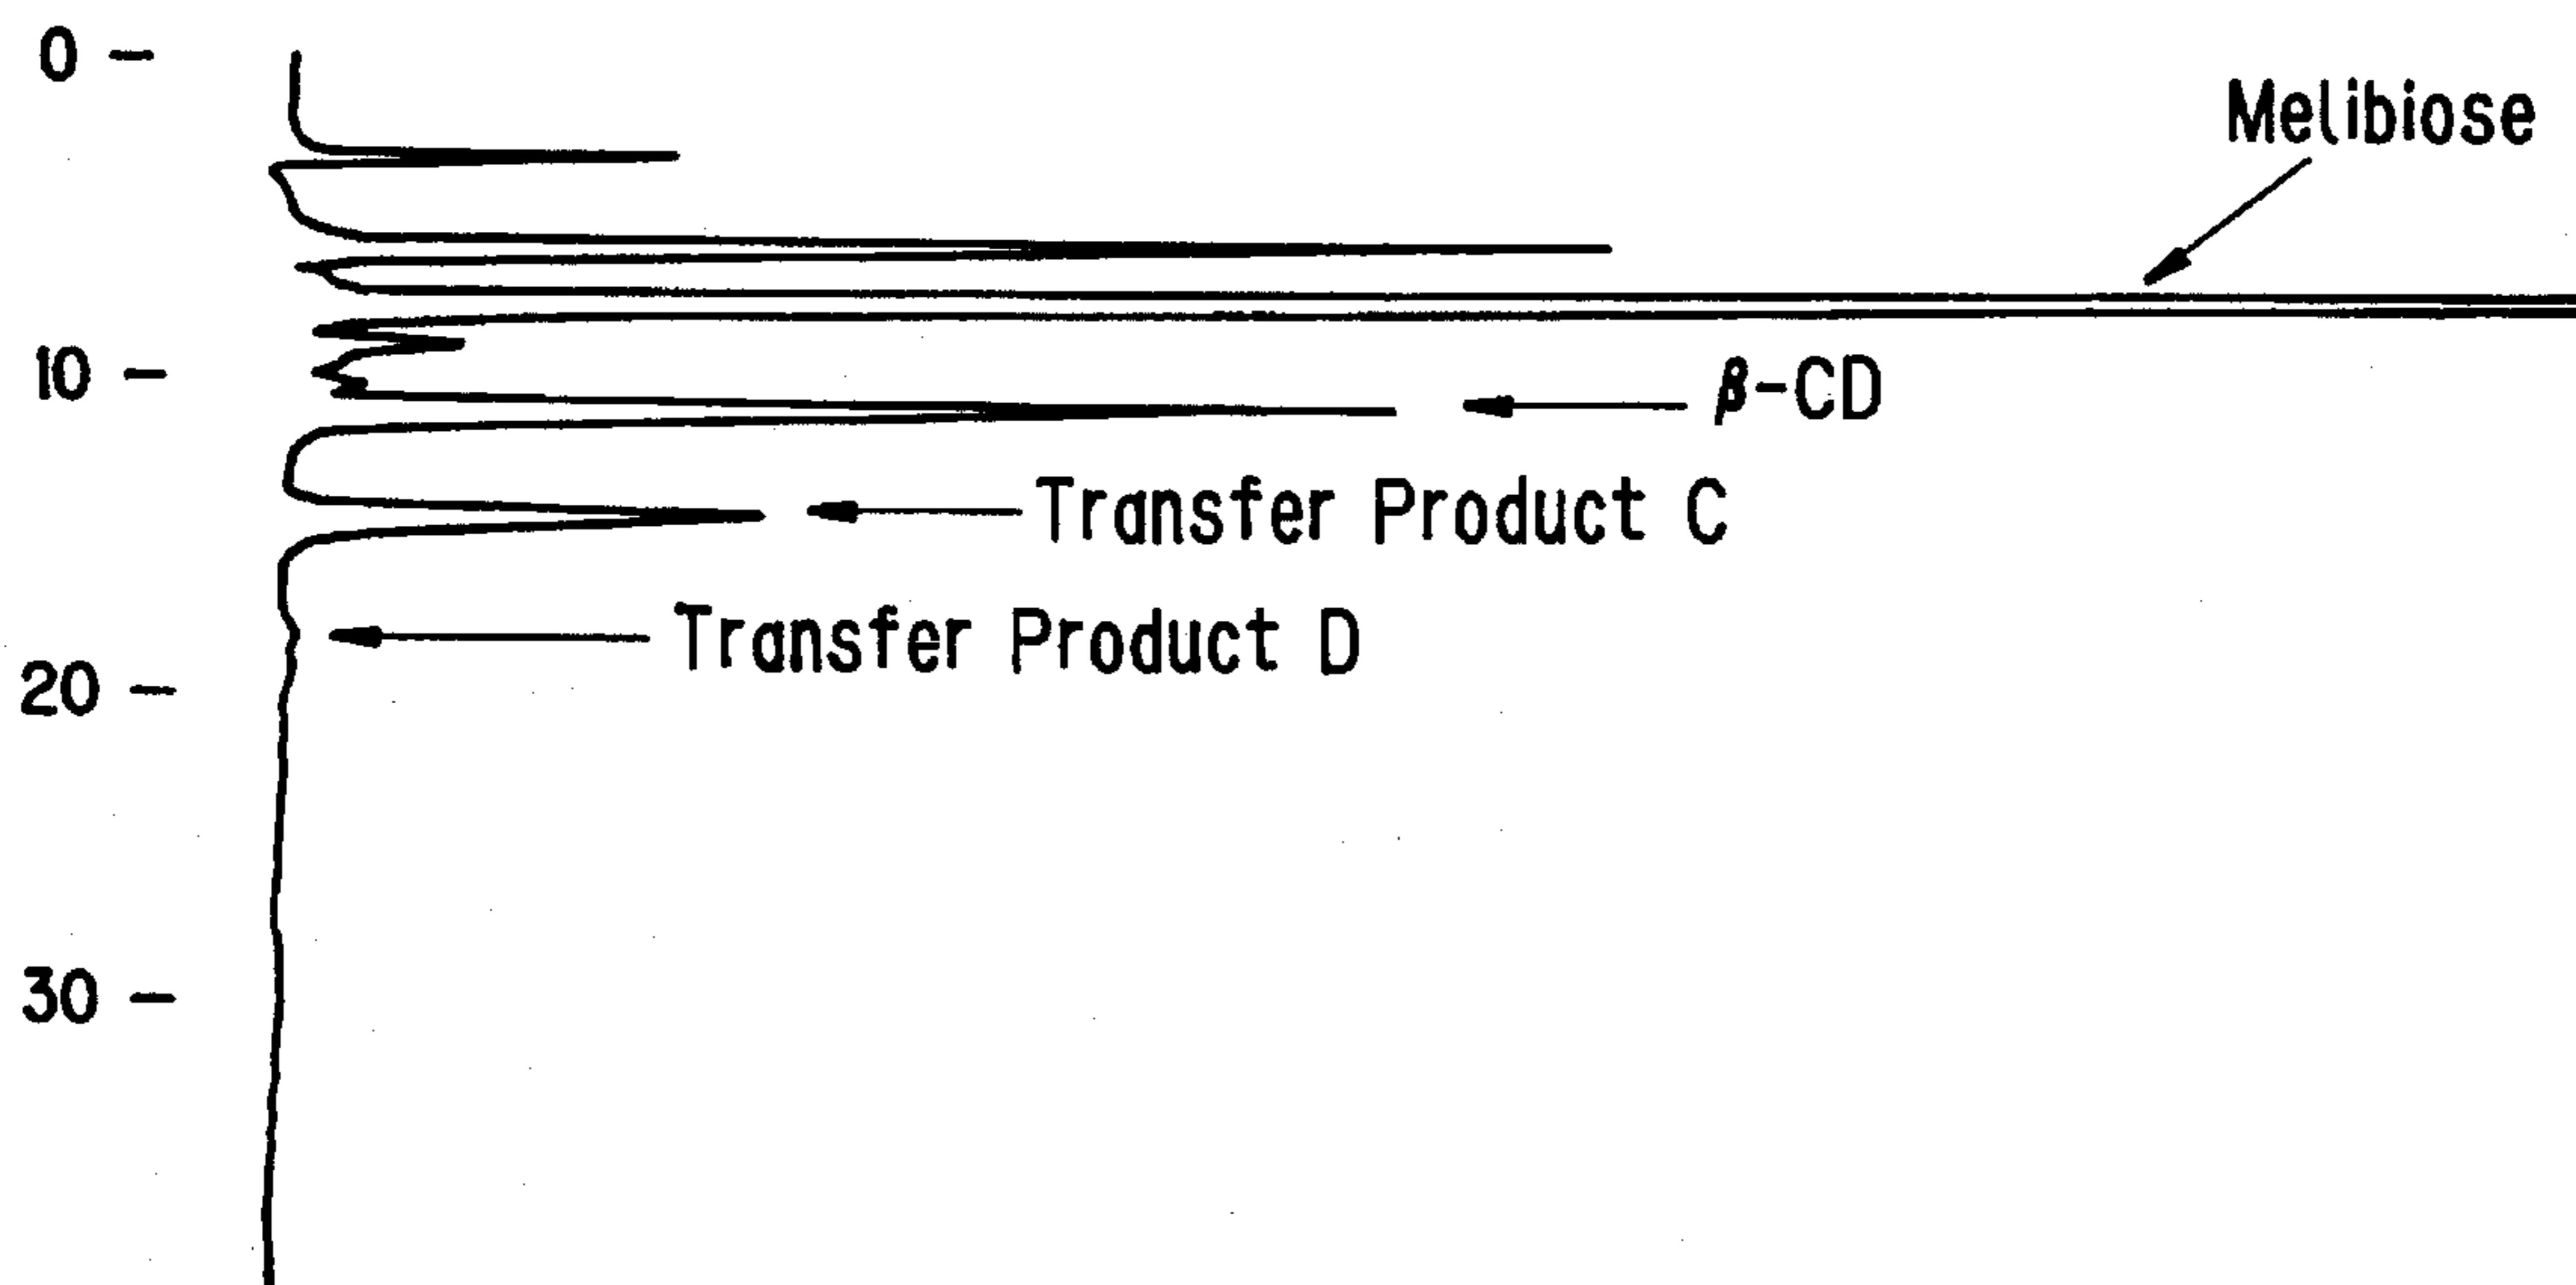 0 -
Melibiose
10 -
β-CD
Transfer Product C
Transfer Product D
20 -
30 -